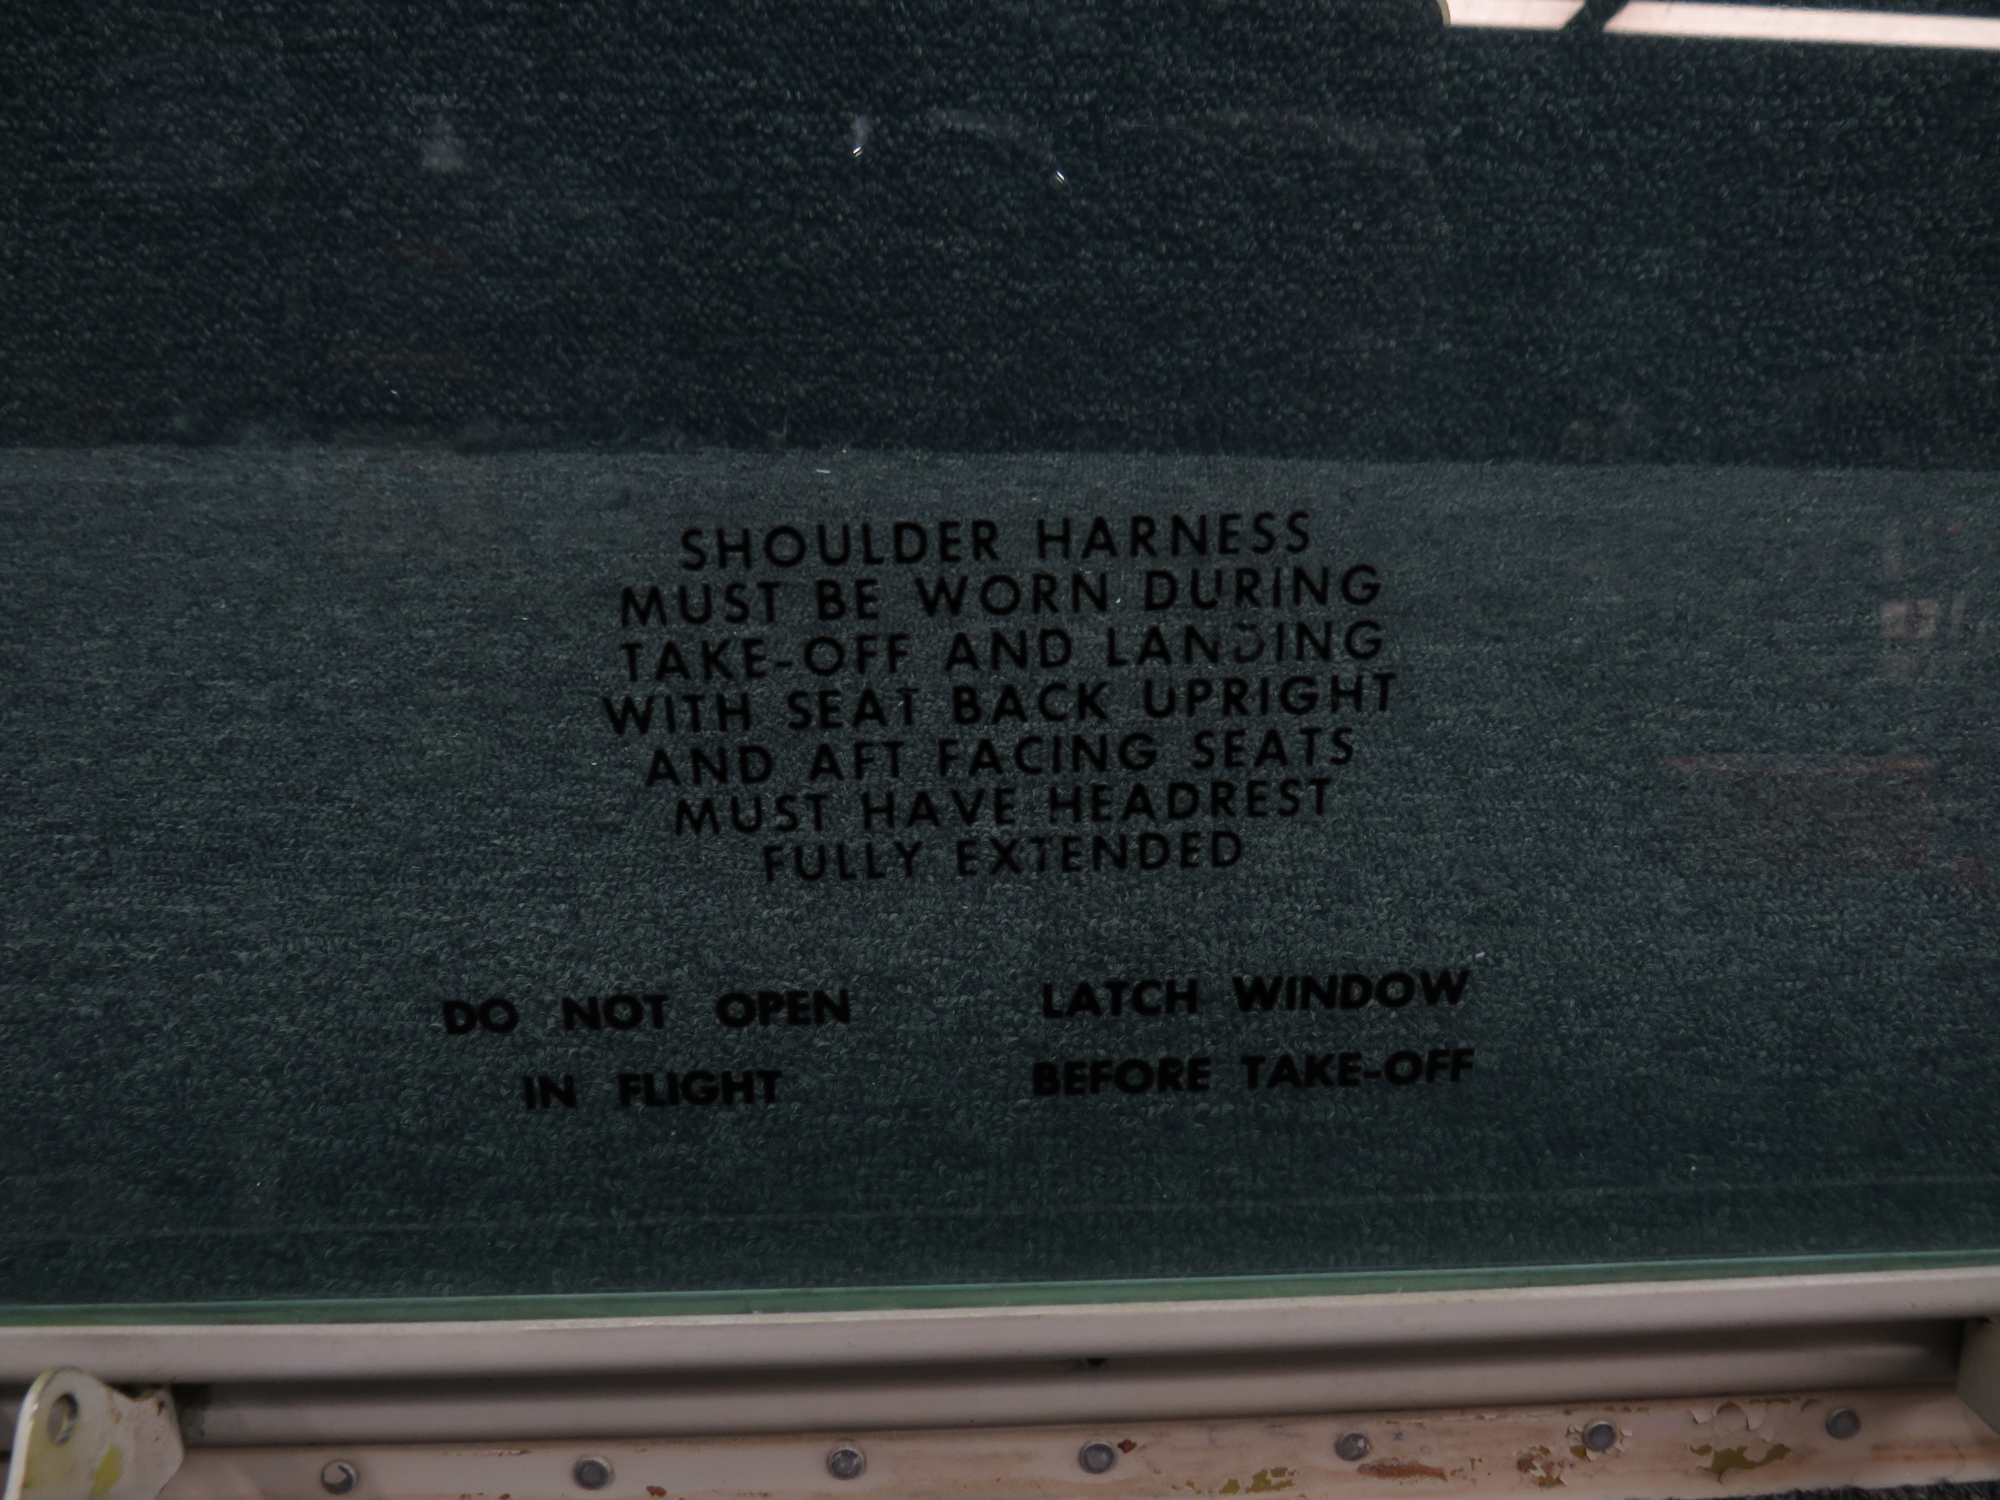 SHOULDER HARNESS
MUST BE WORN DURING
TAKE-OFF AND LANDING
WITH SEAT BACK UPRIGHT
AND AFT FACING SEATS
MUST HAVE HEADREST
FULLY EXTENDED
DO NOT OPEN
IN FLIGHT
LATCH WINDOW
BEFORE TAKE-OFF